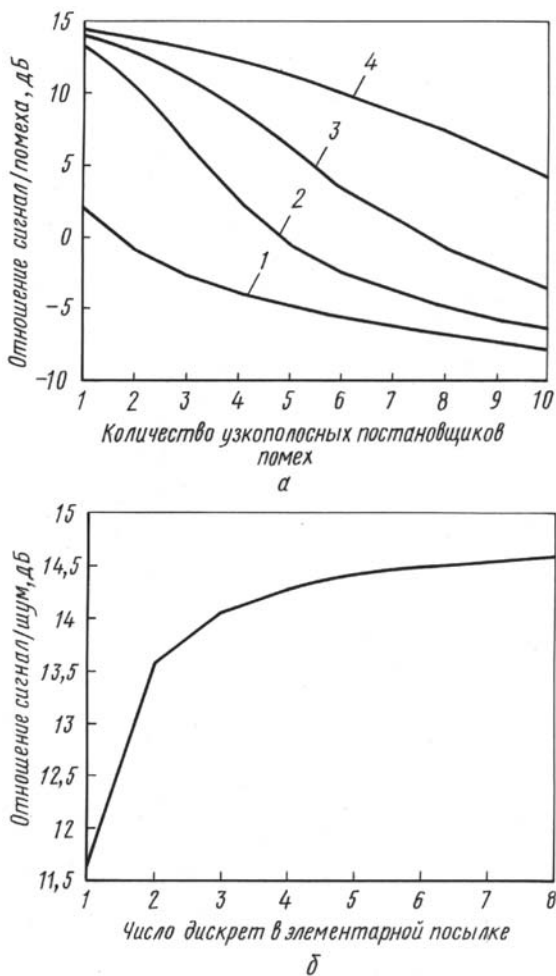 Отношение сигнал/помеха, дБ
15
10
5
0
−5
−10
4
3
2
1
1 2 3 4 5 6 7 8 9 10
Количество узкополосных постановщиков
помех
а
Отношение сигнал/шум, дБ
15
14,5
14
13,5
13
12,5
12
11,5
1 2 3 4 5 6 7 8
Число дискрет в элементарной посылке
б